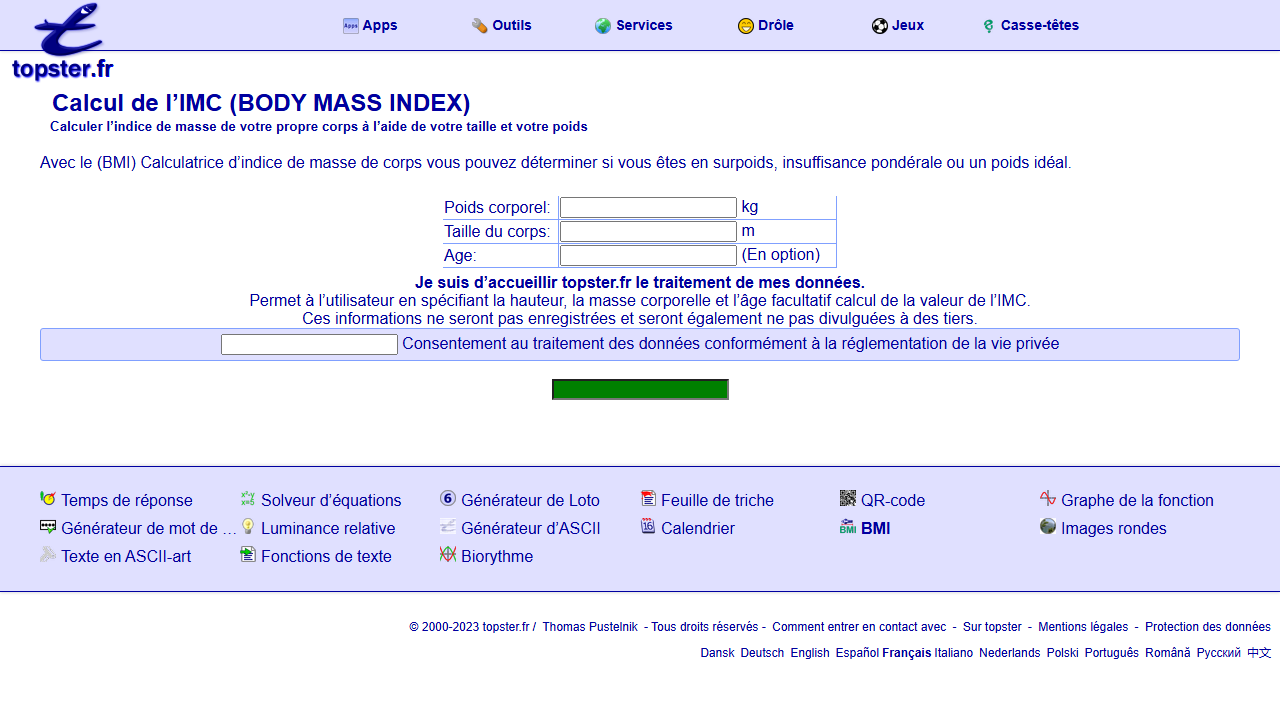 Apps Outils Services Drôle Jeux Casse-têtes
topster.fr
Calcul de l’IMC (BODY MASS INDEX)
Calculer l’indice de masse de votre propre corps à l’aide de votre taille et votre poids
Avec le (BMI) Calculatrice d’indice de masse de corps vous pouvez déterminer si vous êtes en surpoids, insuffisance pondérale ou un poids idéal.
Poids corporel: kg
Taille du corps: m
Age: (En option)
Je suis d’accueillir topster.fr le traitement de mes données.
Permet à l’utilisateur en spécifiant la hauteur, la masse corporelle et l’âge facultatif calcul de la valeur de l’IMC.
Ces informations ne seront pas enregistrées et seront également ne pas divulguées à des tiers.
Consentement au traitement des données conformément à la réglementation de la vie privée
Temps de réponse Solveur d’équations Générateur de Loto Feuille de triche QR-code Graphe de la fonction
Générateur de mot de … Luminance relative Générateur d’ASCII Calendrier BMI Images rondes
Texte en ASCII-art Fonctions de texte Biorythme
© 2000-2023 topster.fr / Thomas Pustelnik - Tous droits réservés - Comment entrer en contact avec - Sur topster - Mentions légales - Protection des données
Dansk Deutsch English Español Français Italiano Nederlands Polski Português Română Русский 中文